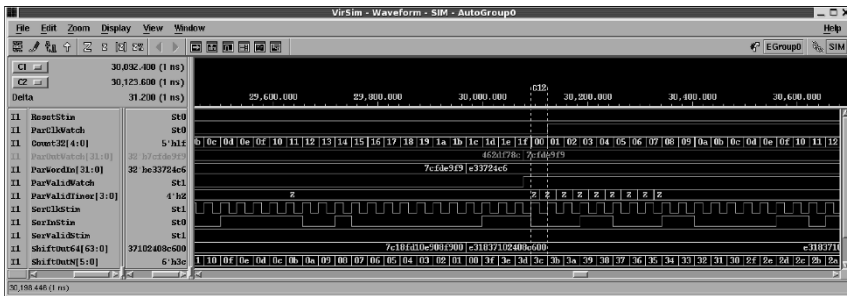 VirSim - Waveform - SIM - AutoGroup0
File Edit Zoom Display View Window Help
EGroup0 SIM
C1 30,092.400 (1 ns)
C2 30,123.600 (1 ns)
Delta 31.200 (1 ns)
C12
29,600.000 29,800.000 30,000.000 30,200.000 30,400.000 30,600.000
I1 ResetStim St0
I1 ParClkWatch St0
I1 Count32[4:0] 5'h1f b 0c 0d 0e 0f 10 11 12 13 14 15 16 17 18 19 1a 1b 1c 1d 1e 1f 00 01 02 03 04 05 06 07 08 09 0a 0b 0c 0d 0e 0f 10 11 12
I1 ParOutWatch[31:0] 32 h7cfde9f9 462df78c 7cfde9f9
I1 ParWordIn[31:0] 32 he33724c6 7cfde9f9 e33724c6
I1 ParValidWatch St1
I1 ParValidTimer[3:0] 4'hZ z z z z z z z z z z
I1 SerClkStim St1
I1 SerInStim St0
I1 SerValidStim St1
I1 ShiftOut64[63:0] 37102408c600 7c18fd10e908f900 e31837102408c600 e3183710
I1 ShiftOutN[5:0] 6'h3c 1 10 0f 0e 0d 0c 0b 0a 09 08 07 06 05 04 03 02 01 00 3f 3e 3d 3c 3b 3a 39 38 37 36 35 34 33 32 31 30 2f 2e 2d 2c 2b 2a
30,198.446 (1 ns)